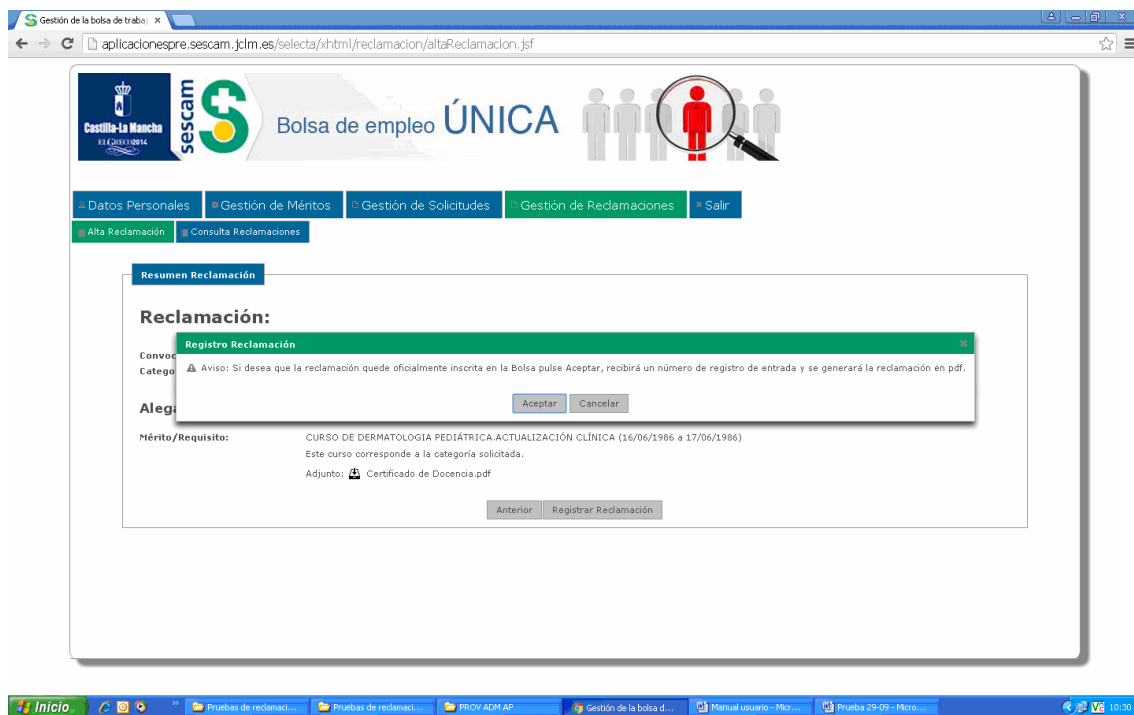 Gestión de la bolsa de traba
aplicacionespre.sescam.jclm.es/selecta/xhtml/reclamacion/altaReclamacion.jsf
Castilla-La Mancha
EL GRECO2014
sescam
Bolsa de empleo ÚNICA
Datos Personales
Gestión de Méritos
Gestión de Solicitudes
Gestión de Reclamaciones
Salir
Alta Reclamación
Consulta Reclamaciones
Resumen Reclamación
Reclamación:
Registro Reclamación
Convoc
Aviso: Si desea que la reclamación quede oficialmente inscrita en la Bolsa pulse Aceptar, recibirá un número de registro de entrada y se generará la reclamación en pdf.
Catego
Aceptar Cancelar
Alega
Mérito/Requisito: CURSO DE DERMATOLOGIA PEDIÁTRICA.ACTUALIZACIÓN CLÍNICA (16/06/1986 a 17/06/1986)
Este curso corresponde a la categoría solicitada.
Adjunto: Certificado de Docencia.pdf
Anterior Registrar Reclamación
Inicio
Pruebas de reclamaci...
Pruebas de reclamaci...
PROV ADM AP
Gestión de la bolsa d...
Manual usuario - Micr...
Prueba 29-09 - Micro...
10:30